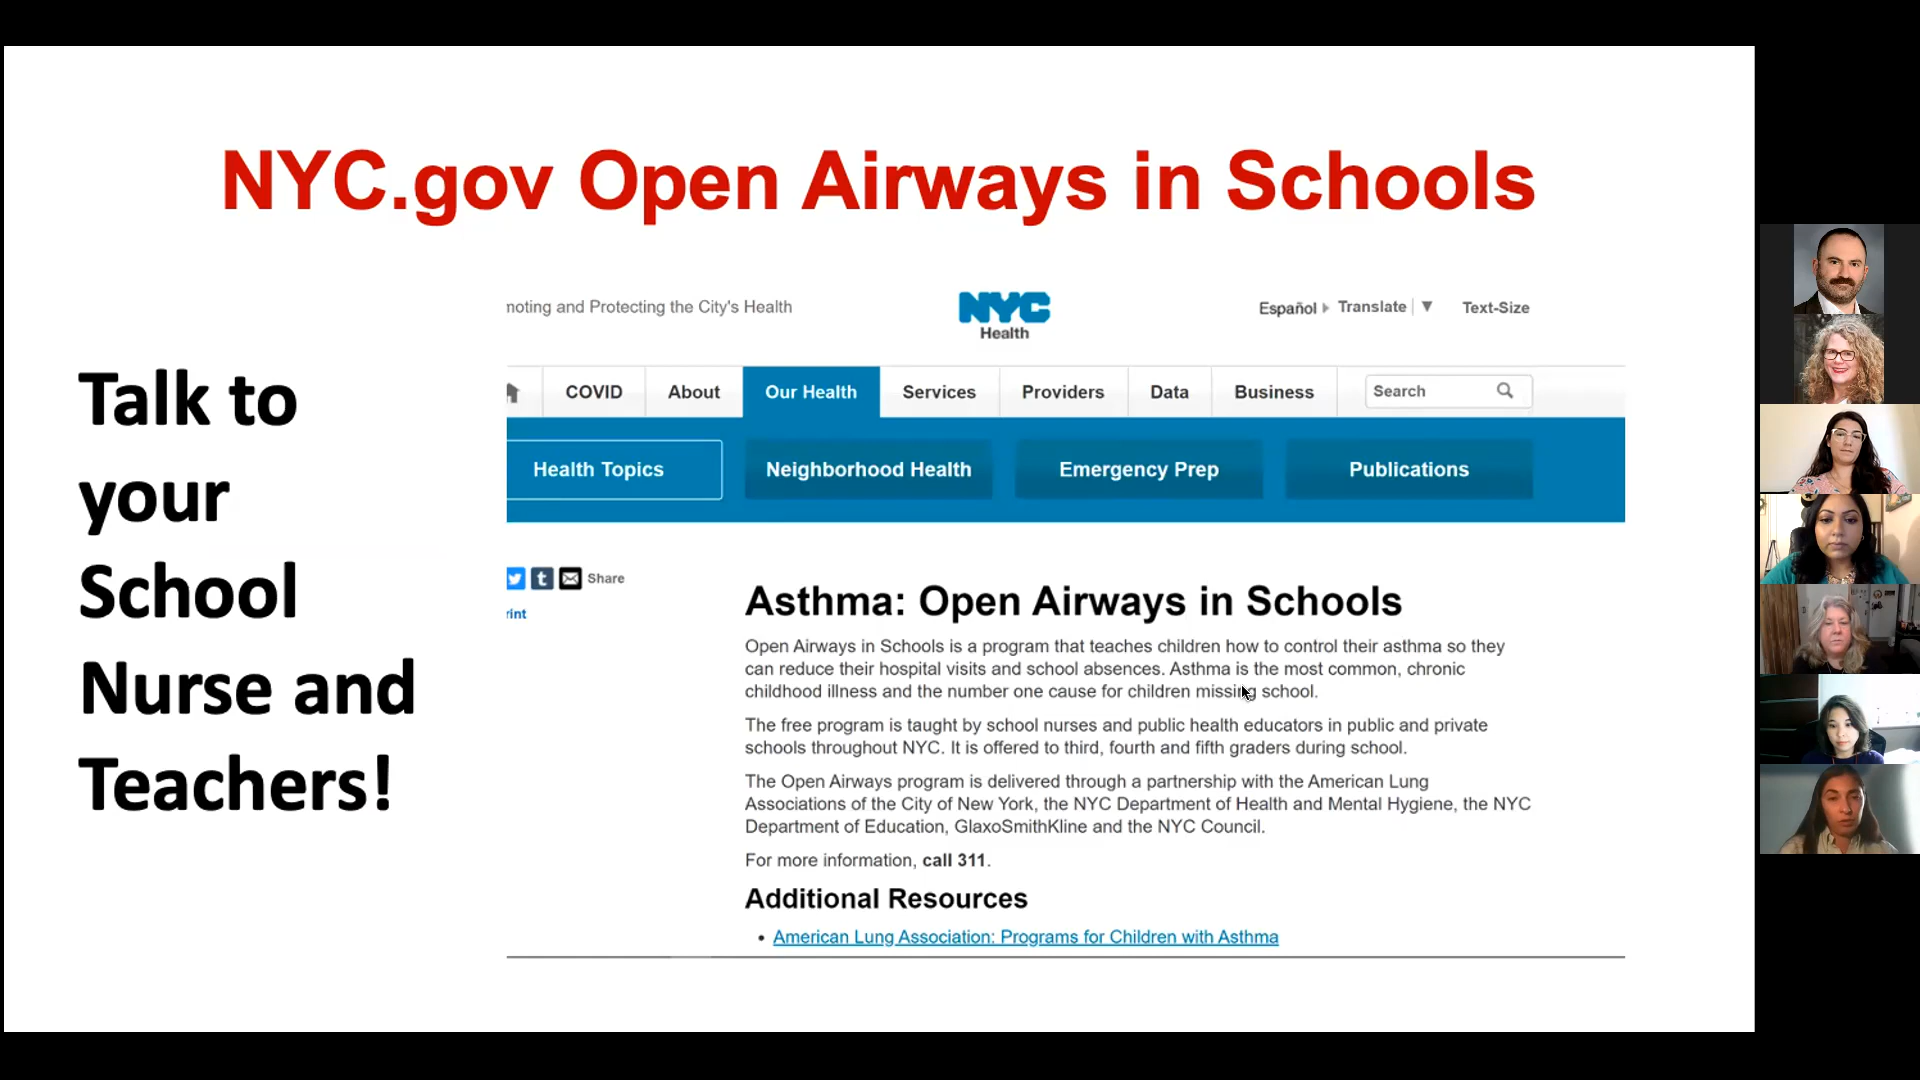 NYC.gov Open Airways in Schools
Talk to
your
School
Nurse and
Teachers!
moting and Protecting the City's Health
NYC
Health
Español
Translate
Text-Size
COVID
About
Our Health
Services
Providers
Data
Business
Search
Health Topics
Neighborhood Health
Emergency Prep
Publications
t
Share
rint
Asthma: Open Airways in Schools
Open Airways in Schools is a program that teaches children how to control their asthma so they
can reduce their hospital visits and school absences. Asthma is the most common, chronic
childhood illness and the number one cause for children missing school.
The free program is taught by school nurses and public health educators in public and private
schools throughout NYC. It is offered to third, fourth and fifth graders during school.
The Open Airways program is delivered through a partnership with the American Lung
Associations of the City of New York, the NYC Department of Health and Mental Hygiene, the NYC
Department of Education, GlaxoSmithKline and the NYC Council.
For more information, call 311.
Additional Resources
• American Lung Association: Programs for Children with Asthma